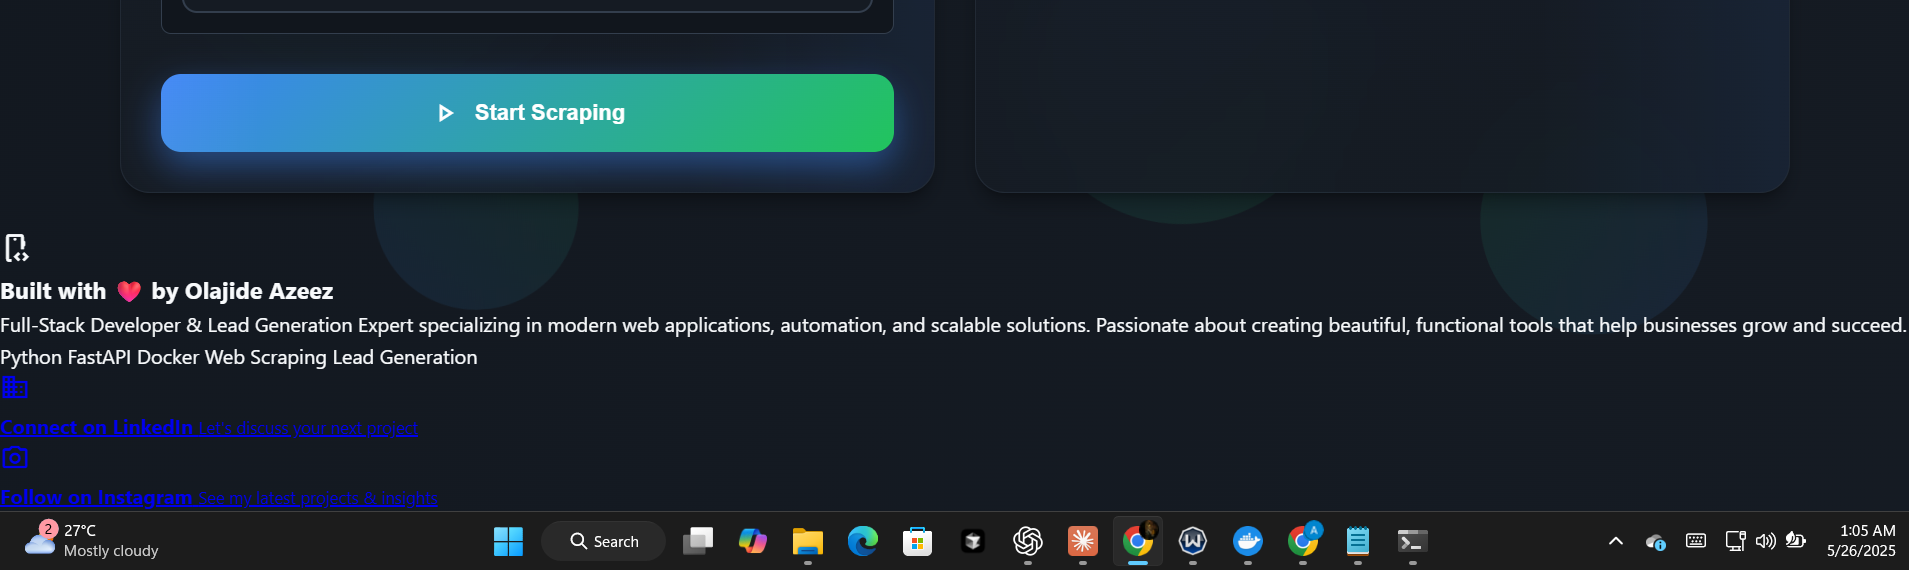 Start Scraping
Built with ❤️ by Olajide Azeez
Full-Stack Developer & Lead Generation Expert specializing in modern web applications, automation, and scalable solutions. Passionate about creating beautiful, functional tools that help businesses grow and succeed.
Python FastAPI Docker Web Scraping Lead Generation
Connect on LinkedIn Let's discuss your next project
Follow on Instagram See my latest projects & insights
2
27°C
Mostly cloudy
Search
A
1:05 AM
5/26/2025